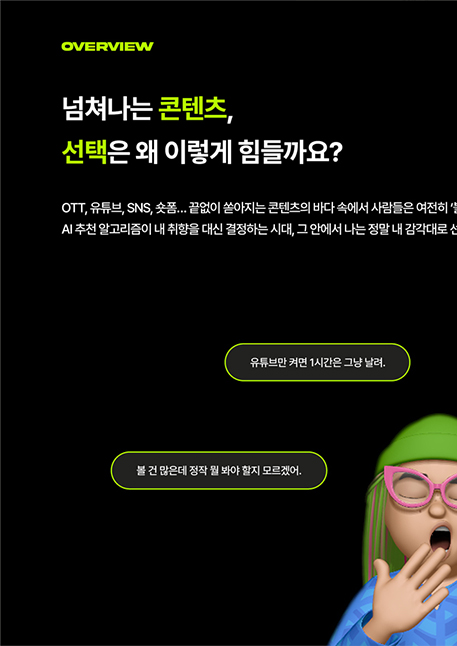 OVERVIEW
넘쳐나는 콘텐츠,
선택은 왜 이렇게 힘들까요?
OTT, 유튜브, SNS, 숏폼... 끝없이 쏟아지는 콘텐츠의 바다 속에서 사람들은 여전히
AI 추천 알고리즘이 내 취향을 대신 결정하는 시대, 그 안에서 나는 정말 내 감각대로
유튜브만 켜면 1시간은 그냥 날려.
볼 건 많은데 정작 뭘 봐야 할지 모르겠어.